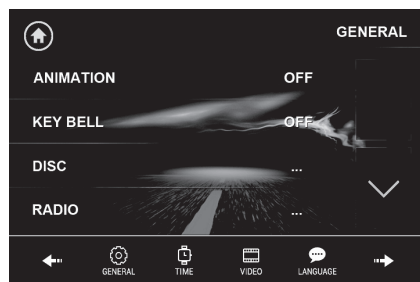 GENERAL
ANIMATION OFF
KEY BELL OFF
DISC ...
RADIO ...
GENERAL TIME VIDEO LANGUAGE